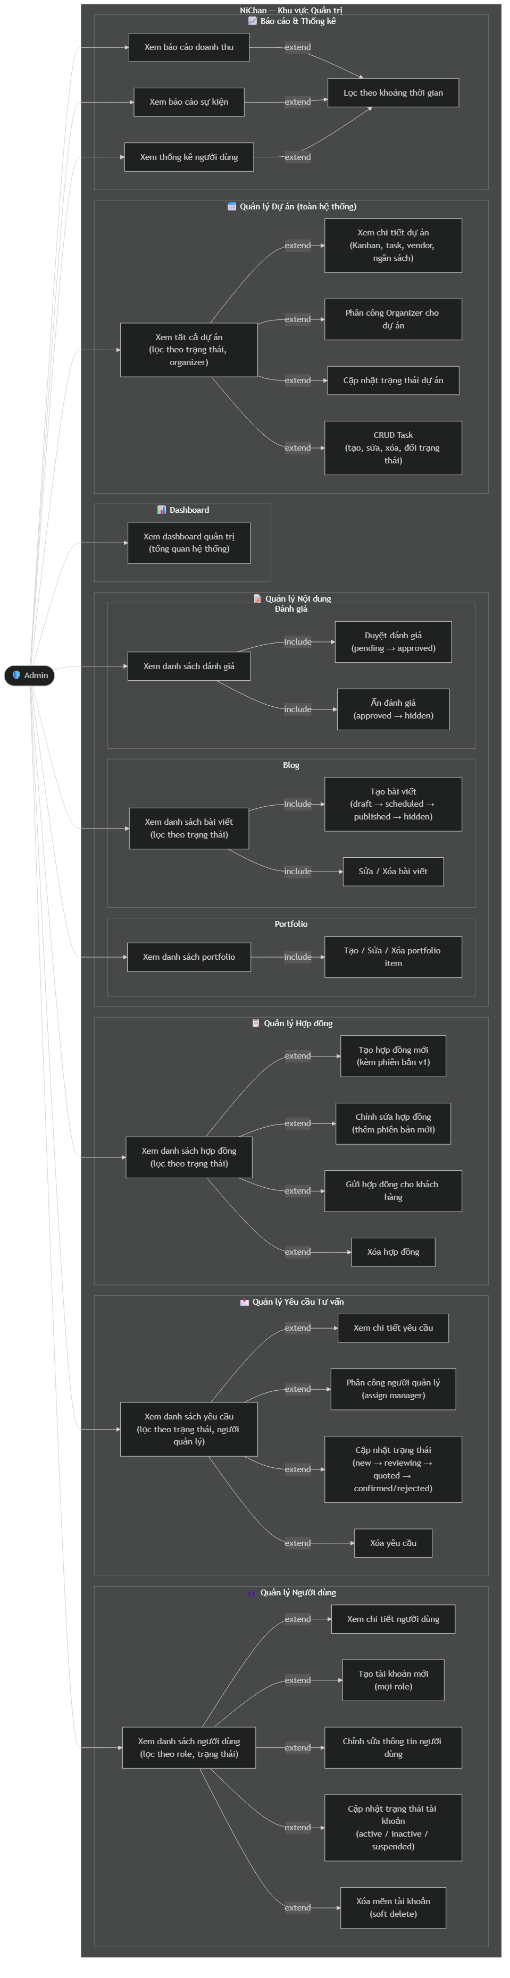 NiChan — Khu vực Quản trị
Báo cáo & Thống kê
Xem báo cáo doanh thu
extend
Xem báo cáo sự kiện
extend
Lọc theo khoảng thời gian
Xem thống kê người dùng
extend
Quản lý Dự án (toàn hệ thống)
Xem tất cả dự án
(lọc theo trạng thái,
organizer)
extend
Xem chi tiết dự án
(Kanban, task, vendor,
ngân sách)
extend
Phân công Organizer cho
dự án
extend
Cập nhật trạng thái dự án
extend
CRUD Task
(tạo, sửa, xóa, đổi trạng
thái)
Dashboard
Xem dashboard quản trị
(tổng quan hệ thống)
Admin
Quản lý Nội dung
Đánh giá
Xem danh sách đánh giá
include
Duyệt đánh giá
(pending → approved)
include
Ẩn đánh giá
(approved → hidden)
Blog
Xem danh sách bài viết
(lọc theo trạng thái)
include
Tạo bài viết
(draft → scheduled →
published → hidden)
include
Sửa / Xóa bài viết
Portfolio
Xem danh sách portfolio
include
Tạo / Sửa / Xóa portfolio
item
Quản lý Hợp đồng
Xem danh sách hợp đồng
(lọc theo trạng thái)
extend
Tạo hợp đồng mới
(kèm phiên bản v1)
extend
Chỉnh sửa hợp đồng
(thêm phiên bản mới)
extend
Gửi hợp đồng cho khách
hàng
extend
Xóa hợp đồng
Quản lý Yêu cầu Tư vấn
Xem danh sách yêu cầu
(lọc theo trạng thái, người
quản lý)
extend
Xem chi tiết yêu cầu
extend
Phân công người quản lý
(assign manager)
extend
Cập nhật trạng thái
(new → reviewing →
quoted →
confirmed/rejected)
extend
Xóa yêu cầu
Quản lý Người dùng
Xem danh sách người dùng
(lọc theo role, trạng thái)
extend
Xem chi tiết người dùng
extend
Tạo tài khoản mới
(mọi role)
extend
Chỉnh sửa thông tin người
dùng
extend
Cập nhật trạng thái tài
khoản
(active / inactive /
suspended)
extend
Xóa mềm tài khoản
(soft delete)